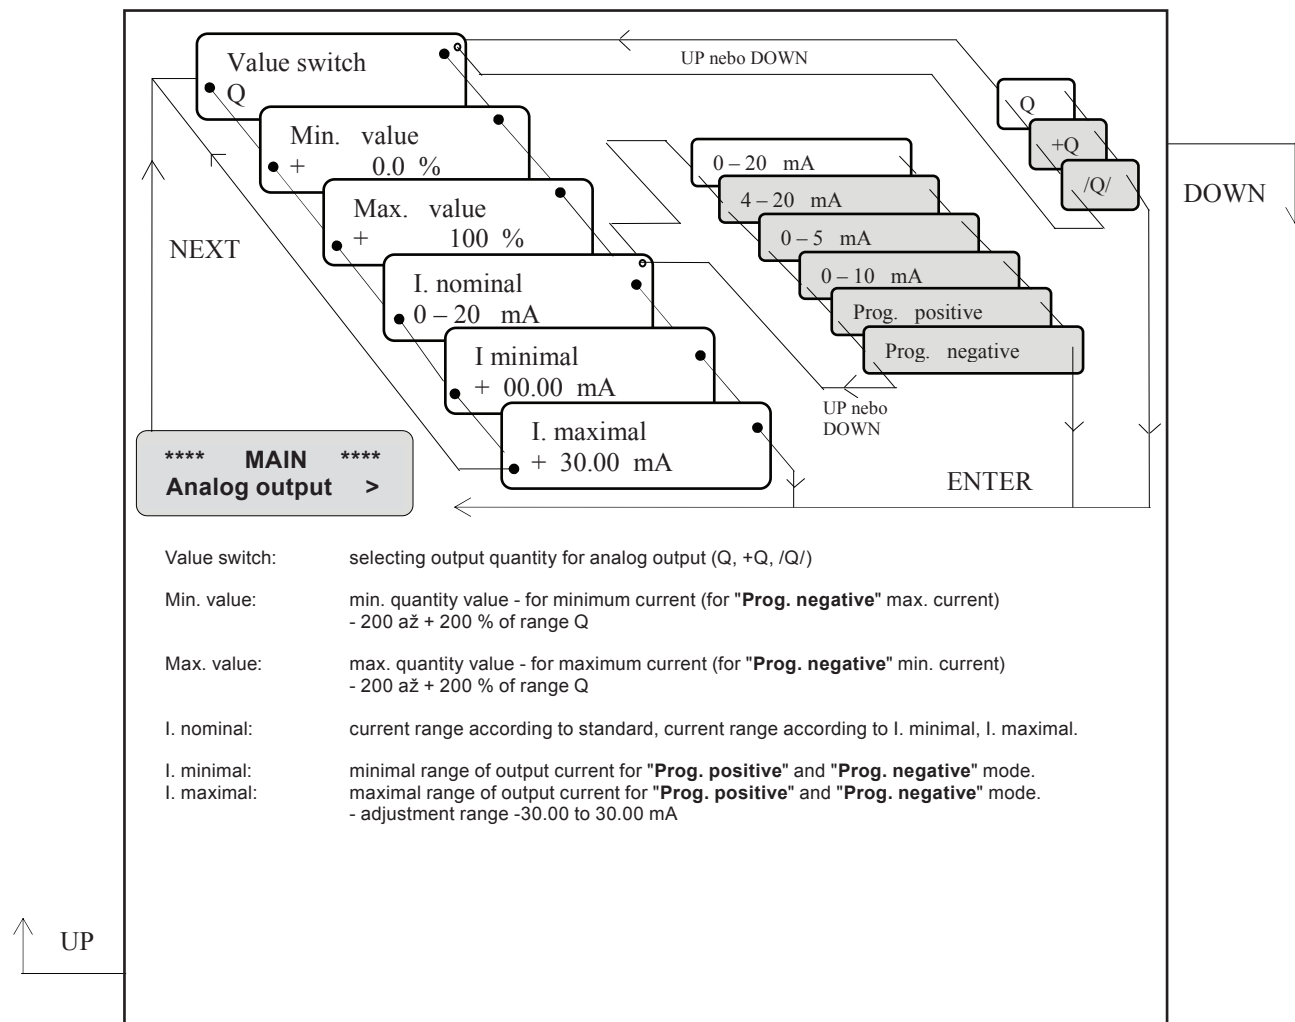 Value switch
Q
UP nebo DOWN
Q
+Q
/Q/
Min. value
+ 0.0 %
0 – 20 mA
4 – 20 mA
0 – 5 mA
0 – 10 mA
Prog. positive
Prog. negative
DOWN
Max. value
+ 100 %
NEXT
I. nominal
0 – 20 mA
I minimal
+ 00.00 mA
UP nebo
DOWN
I. maximal
+ 30.00 mA
**** MAIN ****
Analog output >
ENTER
Value switch: selecting output quantity for analog output (Q, +Q, /Q/)
Min. value: min. quantity value - for minimum current (for "Prog. negative" max. current)
- 200 až + 200 % of range Q
Max. value: max. quantity value - for maximum current (for "Prog. negative" min. current)
- 200 až + 200 % of range Q
I. nominal: current range according to standard, current range according to I. minimal, I. maximal.
I. minimal: minimal range of output current for "Prog. positive" and "Prog. negative" mode.
I. maximal: maximal range of output current for "Prog. positive" and "Prog. negative" mode.
- adjustment range -30.00 to 30.00 mA
UP